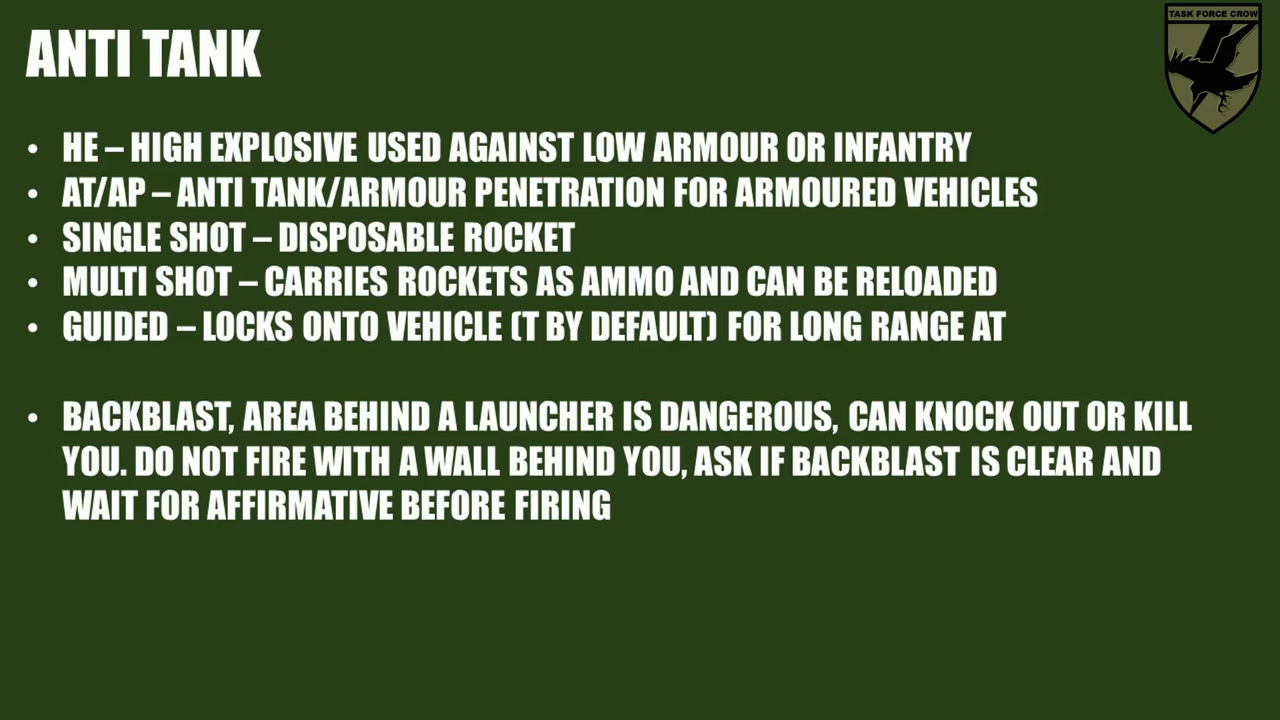 TASK FORCE CROW
ANTI TANK
• HE – HIGH EXPLOSIVE USED AGAINST LOW ARMOUR OR INFANTRY
• AT/AP – ANTI TANK/ARMOUR PENETRATION FOR ARMOURED VEHICLES
• SINGLE SHOT – DISPOSABLE ROCKET
• MULTI SHOT – CARRIES ROCKETS AS AMMO AND CAN BE RELOADED
• GUIDED – LOCKS ONTO VEHICLE (T BY DEFAULT) FOR LONG RANGE AT
• BACKBLAST, AREA BEHIND A LAUNCHER IS DANGEROUS, CAN KNOCK OUT OR KILL
YOU. DO NOT FIRE WITH A WALL BEHIND YOU, ASK IF BACKBLAST IS CLEAR AND
WAIT FOR AFFIRMATIVE BEFORE FIRING